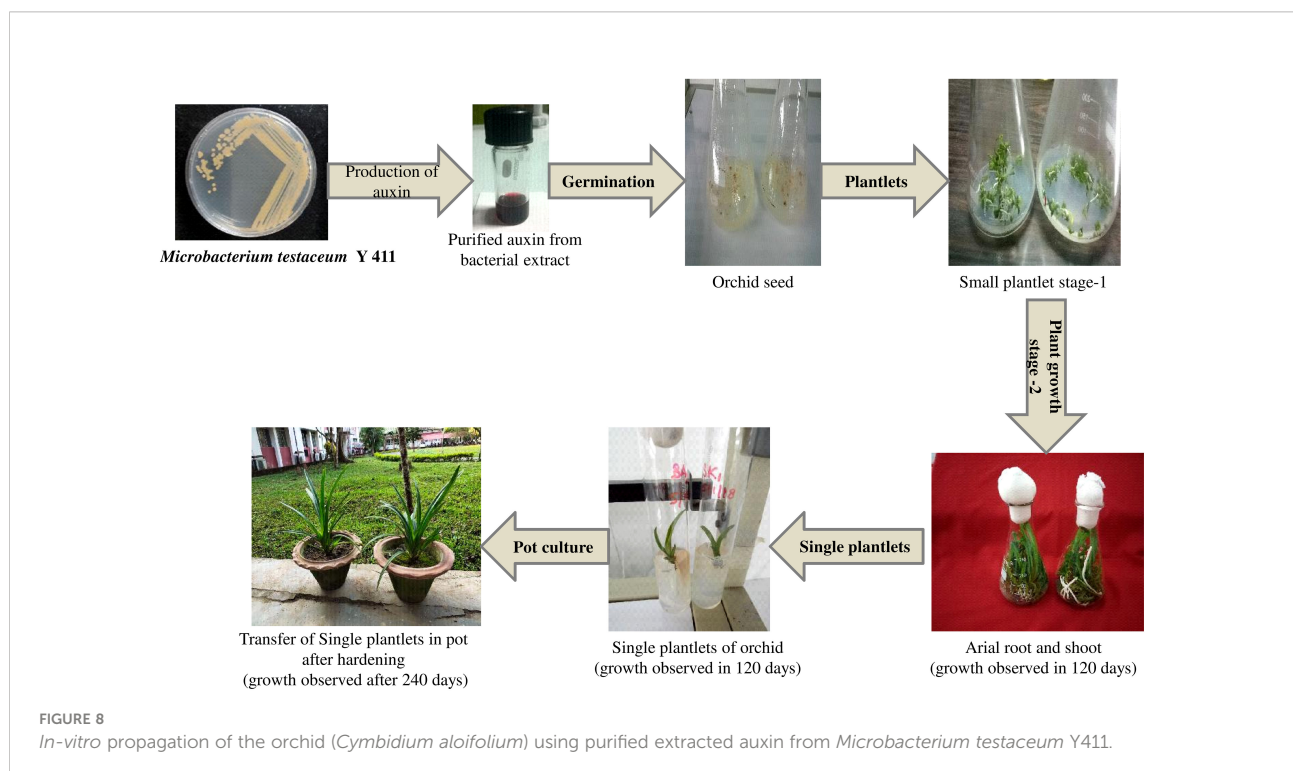 Production of
auxin
Germination
Plantlets
Microbacterium testaceum Y 411
Purified auxin from
bacterial extract
Orchid seed
Small plantlet stage-1
Plant growth
stage -2
Pot culture
Single plantlets
Transfer of Single plantlets in pot
after hardening
(growth observed after 240 days)
Single plantlets of orchid
(growth observed in 120 days)
Arial root and shoot
(growth observed in 120 days)
FIGURE 8
In-vitro propagation of the orchid (Cymbidium aloifolium) using purified extracted auxin from Microbacterium testaceum Y411.